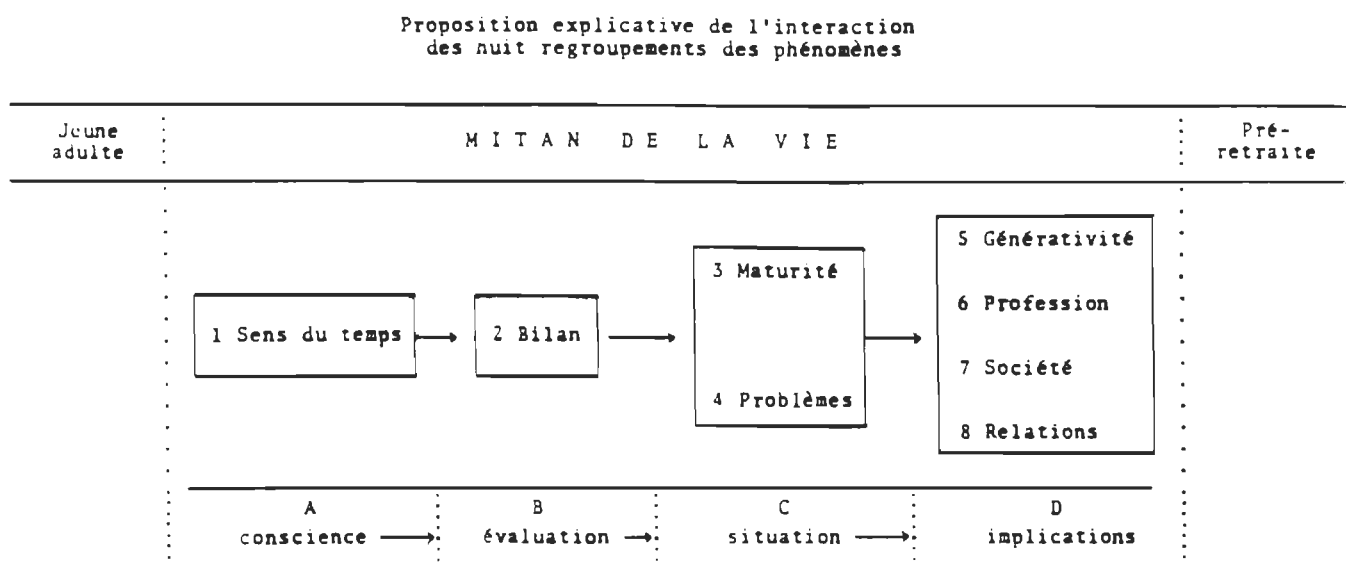 Proposition explicative de l'interaction
des nuit regroupements des phénomènes
Jeune
adulte
MITAN DE LA VIE
Pré-
retraite
1 Sens du temps
2 Bilan
3 Maturité
4 Problèmes
5 Générativité
6 Profession
7 Société
8 Relations
A
conscience
B
évaluation
C
situation
D
implications